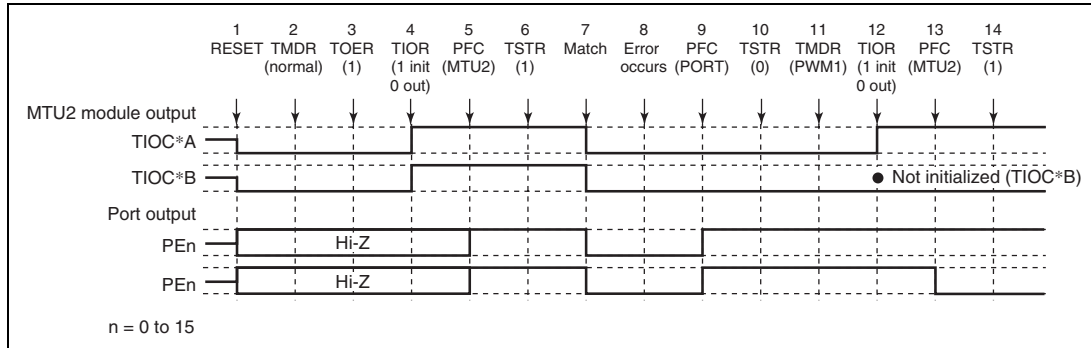 1 2 3 4 5 6 7 8 9 10 11 12 13 14
RESET TMDR TOER TIOR PFC TSTR Match Error PFC TSTR TMDR TIOR PFC TSTR
(normal) (1) (1 init (MTU2) (1) occurs (PORT) (0) (PWM1) (1 init (MTU2) (1)
0 out) 0 out)
MTU2 module output
TIOC*A
TIOC*B ● Not initialized (TIOC*B)
Port output
PEn Hi-Z
PEn Hi-Z
n = 0 to 15